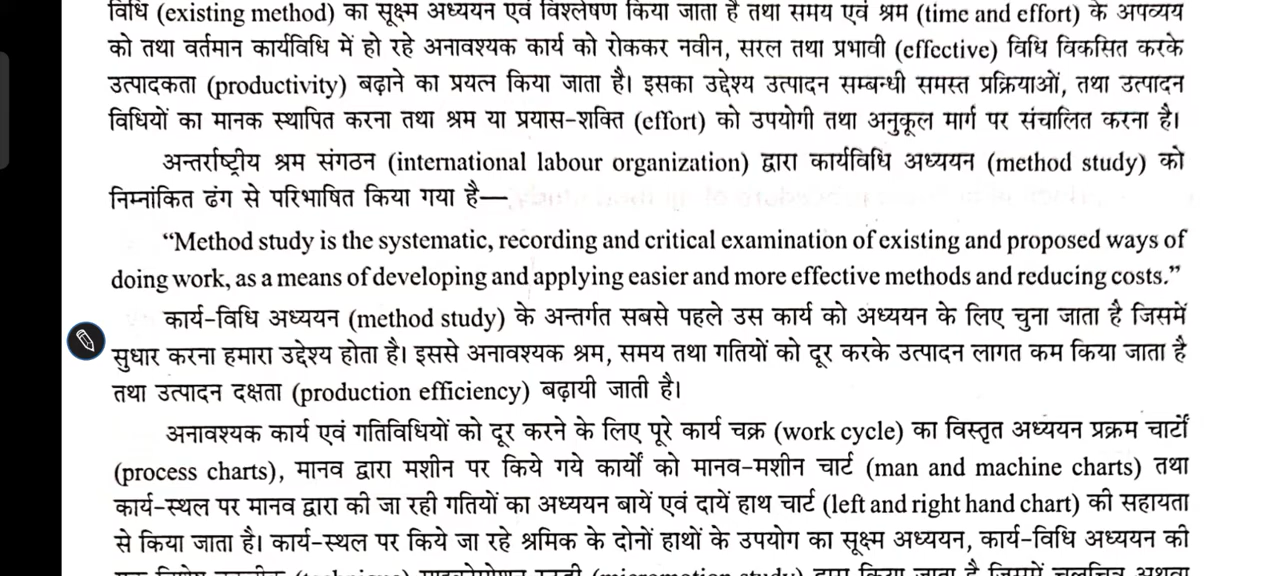 विधि (existing method) का सूक्ष्म अध्ययन एवं विश्लेषण किया जाता है तथा समय एवं श्रम (time and effort) के अपव्यय
को तथा वर्तमान कार्यविधि में हो रहे अनावश्यक कार्य को रोककर नवीन, सरल तथा प्रभावी (effective) विधि विकसित करके
उत्पादकता (productivity) बढ़ाने का प्रयत्न किया जाता है। इसका उद्देश्य उत्पादन सम्बन्धी समस्त प्रक्रियाओं, तथा उत्पादन
विधियों का मानक स्थापित करना तथा श्रम या प्रयास-शक्ति (effort) को उपयोगी तथा अनुकूल मार्ग पर संचालित करना है।
अन्तर्राष्ट्रीय श्रम संगठन (international labour organization) द्वारा कार्यविधि अध्ययन (method study) को
निम्नांकित ढंग से परिभाषित किया गया है—
“Method study is the systematic, recording and critical examination of existing and proposed ways of
doing work, as a means of developing and applying easier and more effective methods and reducing costs.”
कार्य-विधि अध्ययन (method study) के अन्तर्गत सबसे पहले उस कार्य को अध्ययन के लिए चुना जाता है जिसमें
सुधार करना हमारा उद्देश्य होता है। इससे अनावश्यक श्रम, समय तथा गतियों को दूर करके उत्पादन लागत कम किया जाता है
तथा उत्पादन दक्षता (production efficiency) बढ़ायी जाती है।
अनावश्यक कार्य एवं गतिविधियों को दूर करने के लिए पूरे कार्य चक्र (work cycle) का विस्तृत अध्ययन प्रक्रम चार्टों
(process charts), मानव द्वारा मशीन पर किये गये कार्यों को मानव-मशीन चार्ट (man and machine charts) तथा
कार्य-स्थल पर मानव द्वारा की जा रही गतियों का अध्ययन बायें एवं दायें हाथ चार्ट (left and right hand chart) की सहायता
से किया जाता है। कार्य-स्थल पर किये जा रहे श्रमिक के दोनों हाथों के उपयोग का सूक्ष्म अध्ययन, कार्य-विधि अध्ययन की